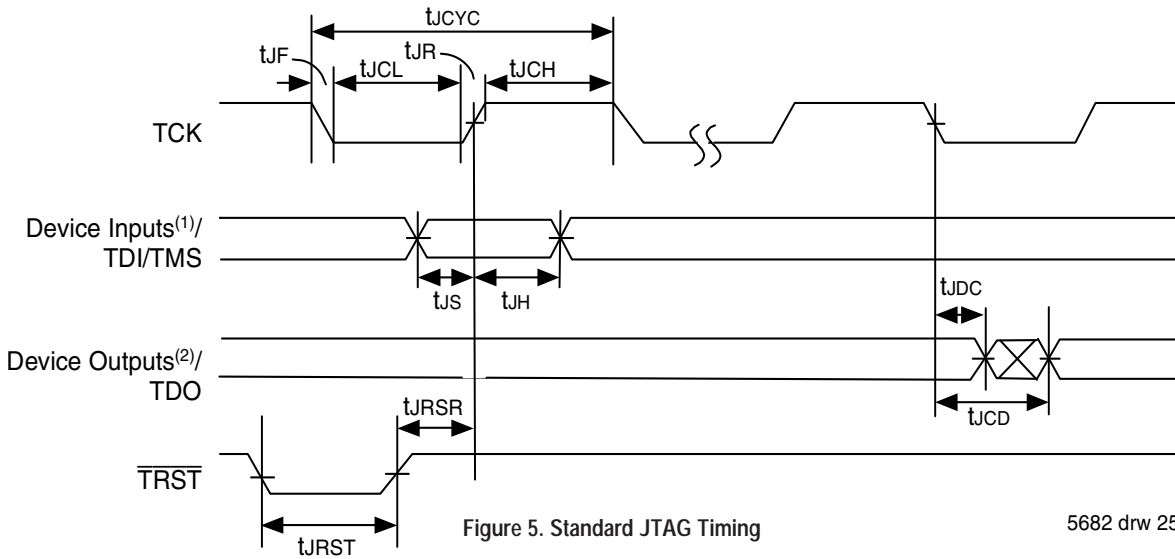 tJCYC
tJF
tJCL
tJR
tJCH
TCK
Device Inputs(1)/
TDI/TMS
tJS
tJH
tJDC
Device Outputs(2)/
TDO
tJRSR
tJCD
TRST
tJRST
Figure 5. Standard JTAG Timing
5682 drw 25